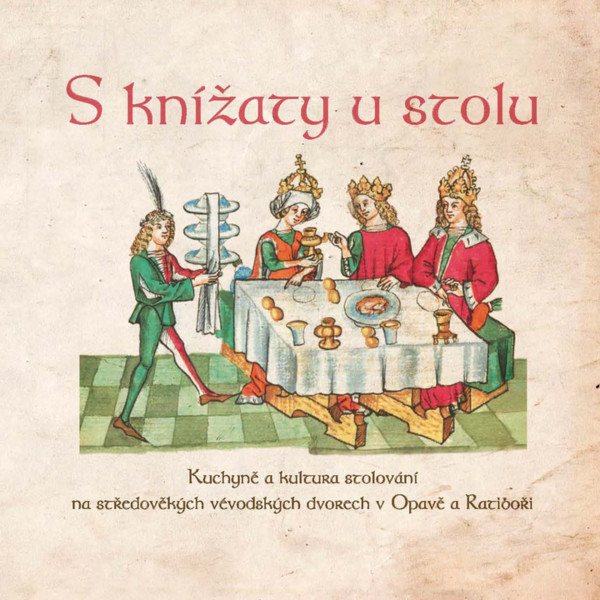 S knížaty u stolu
Kuchyně a kultura stolování
na středověkých vévodských dvorech v Opavě a Ratiboři